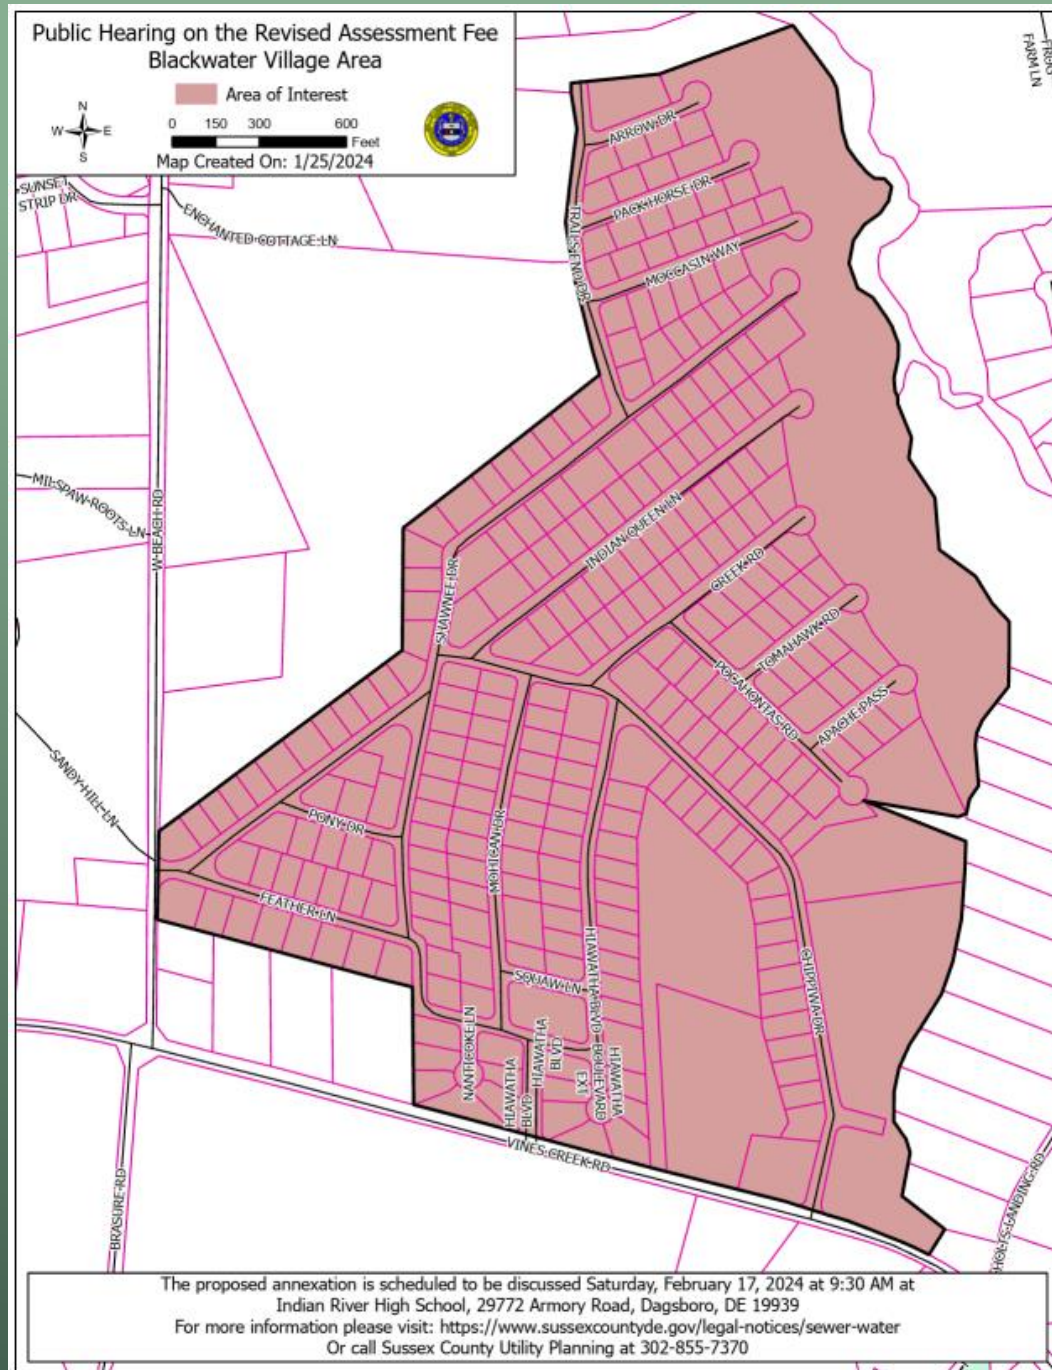 Public Hearing on the Revised Assessment Fee
Blackwater Village Area
Area of Interest
N
W E
S
0 150 300 600
Feet
Map Created On: 1/25/2024
FARM LN
SUNSET
STRIP DR
ENCHANTED COTTAGE LN
ARROW DR
PACK HORSE DR
TRAILS END DR
MOCCASIN WAY
MILSPAW ROOTS LN
W BEACH RD
INDIAN QUEEN LN
SHAWNEE DR
CREEK RD
TOMAHAWK RD
POCAHONTAS RD
APACHE PASS
SANDY HILL LN
PONY DR
MOHICAN DR
FEATHER LN
HIAWATHA BLVD
CHIPPIWA DR
SQUAW LN
NANTICOKE LN
HIAWATHA
BLVD
HIAWATHA
BLVD
HIAWATHA
BOULEVARD
EXT
VINES CREEK RD
BRASURE RD
HOLTS LANDING RD
The proposed annexation is scheduled to be discussed Saturday, February 17, 2024 at 9:30 AM at
Indian River High School, 29772 Armory Road, Dagsboro, DE 19939
For more information please visit: https://www.sussexcountyde.gov/legal-notices/sewer-water
Or call Sussex County Utility Planning at 302-855-7370